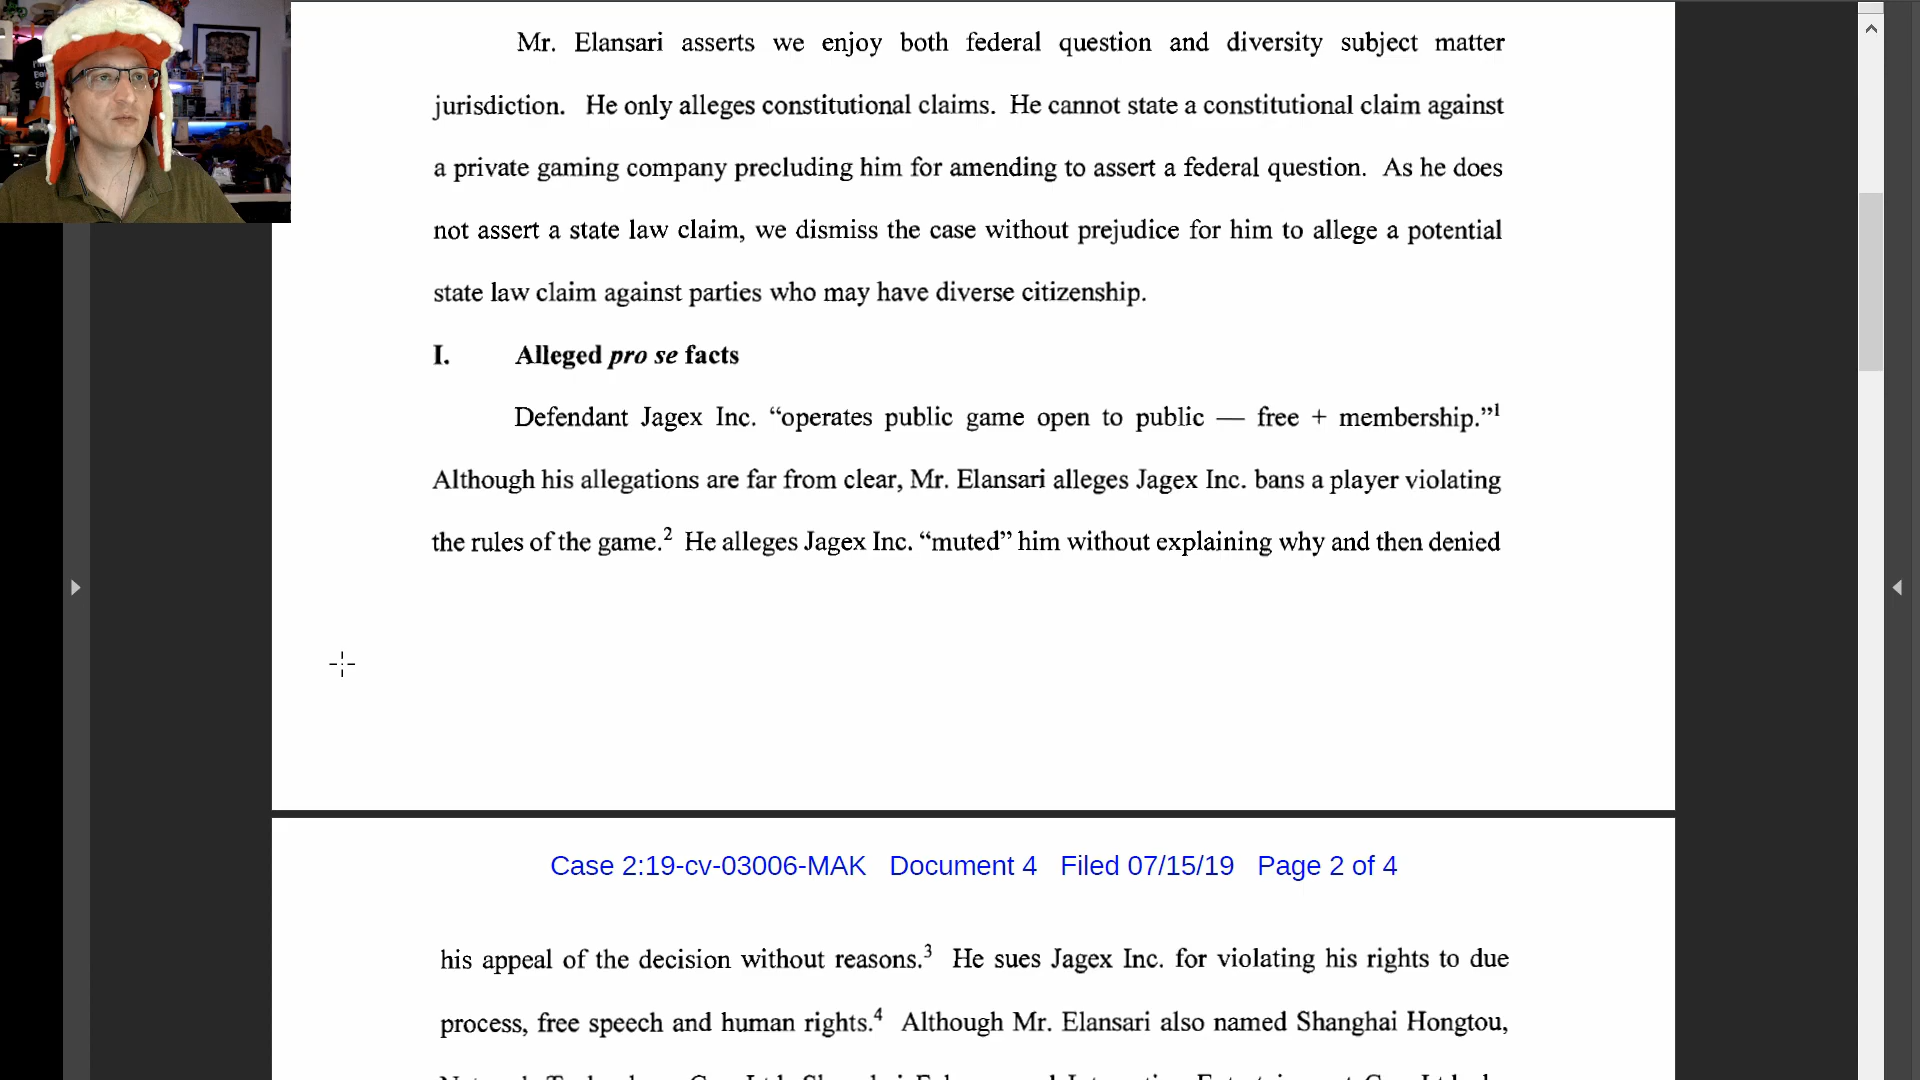 Mr. Elansari asserts we enjoy both federal question and diversity subject matter
jurisdiction. He only alleges constitutional claims. He cannot state a constitutional claim against
a private gaming company precluding him for amending to assert a federal question. As he does
not assert a state law claim, we dismiss the case without prejudice for him to allege a potential
state law claim against parties who may have diverse citizenship.
I. Alleged pro se facts
Defendant Jagex Inc. “operates public game open to public — free + membership.”1
Although his allegations are far from clear, Mr. Elansari alleges Jagex Inc. bans a player violating
the rules of the game.2 He alleges Jagex Inc. “muted” him without explaining why and then denied
Case 2:19-cv-03006-MAK Document 4 Filed 07/15/19 Page 2 of 4
his appeal of the decision without reasons.3 He sues Jagex Inc. for violating his rights to due
process, free speech and human rights.4 Although Mr. Elansari also named Shanghai Hongtou,